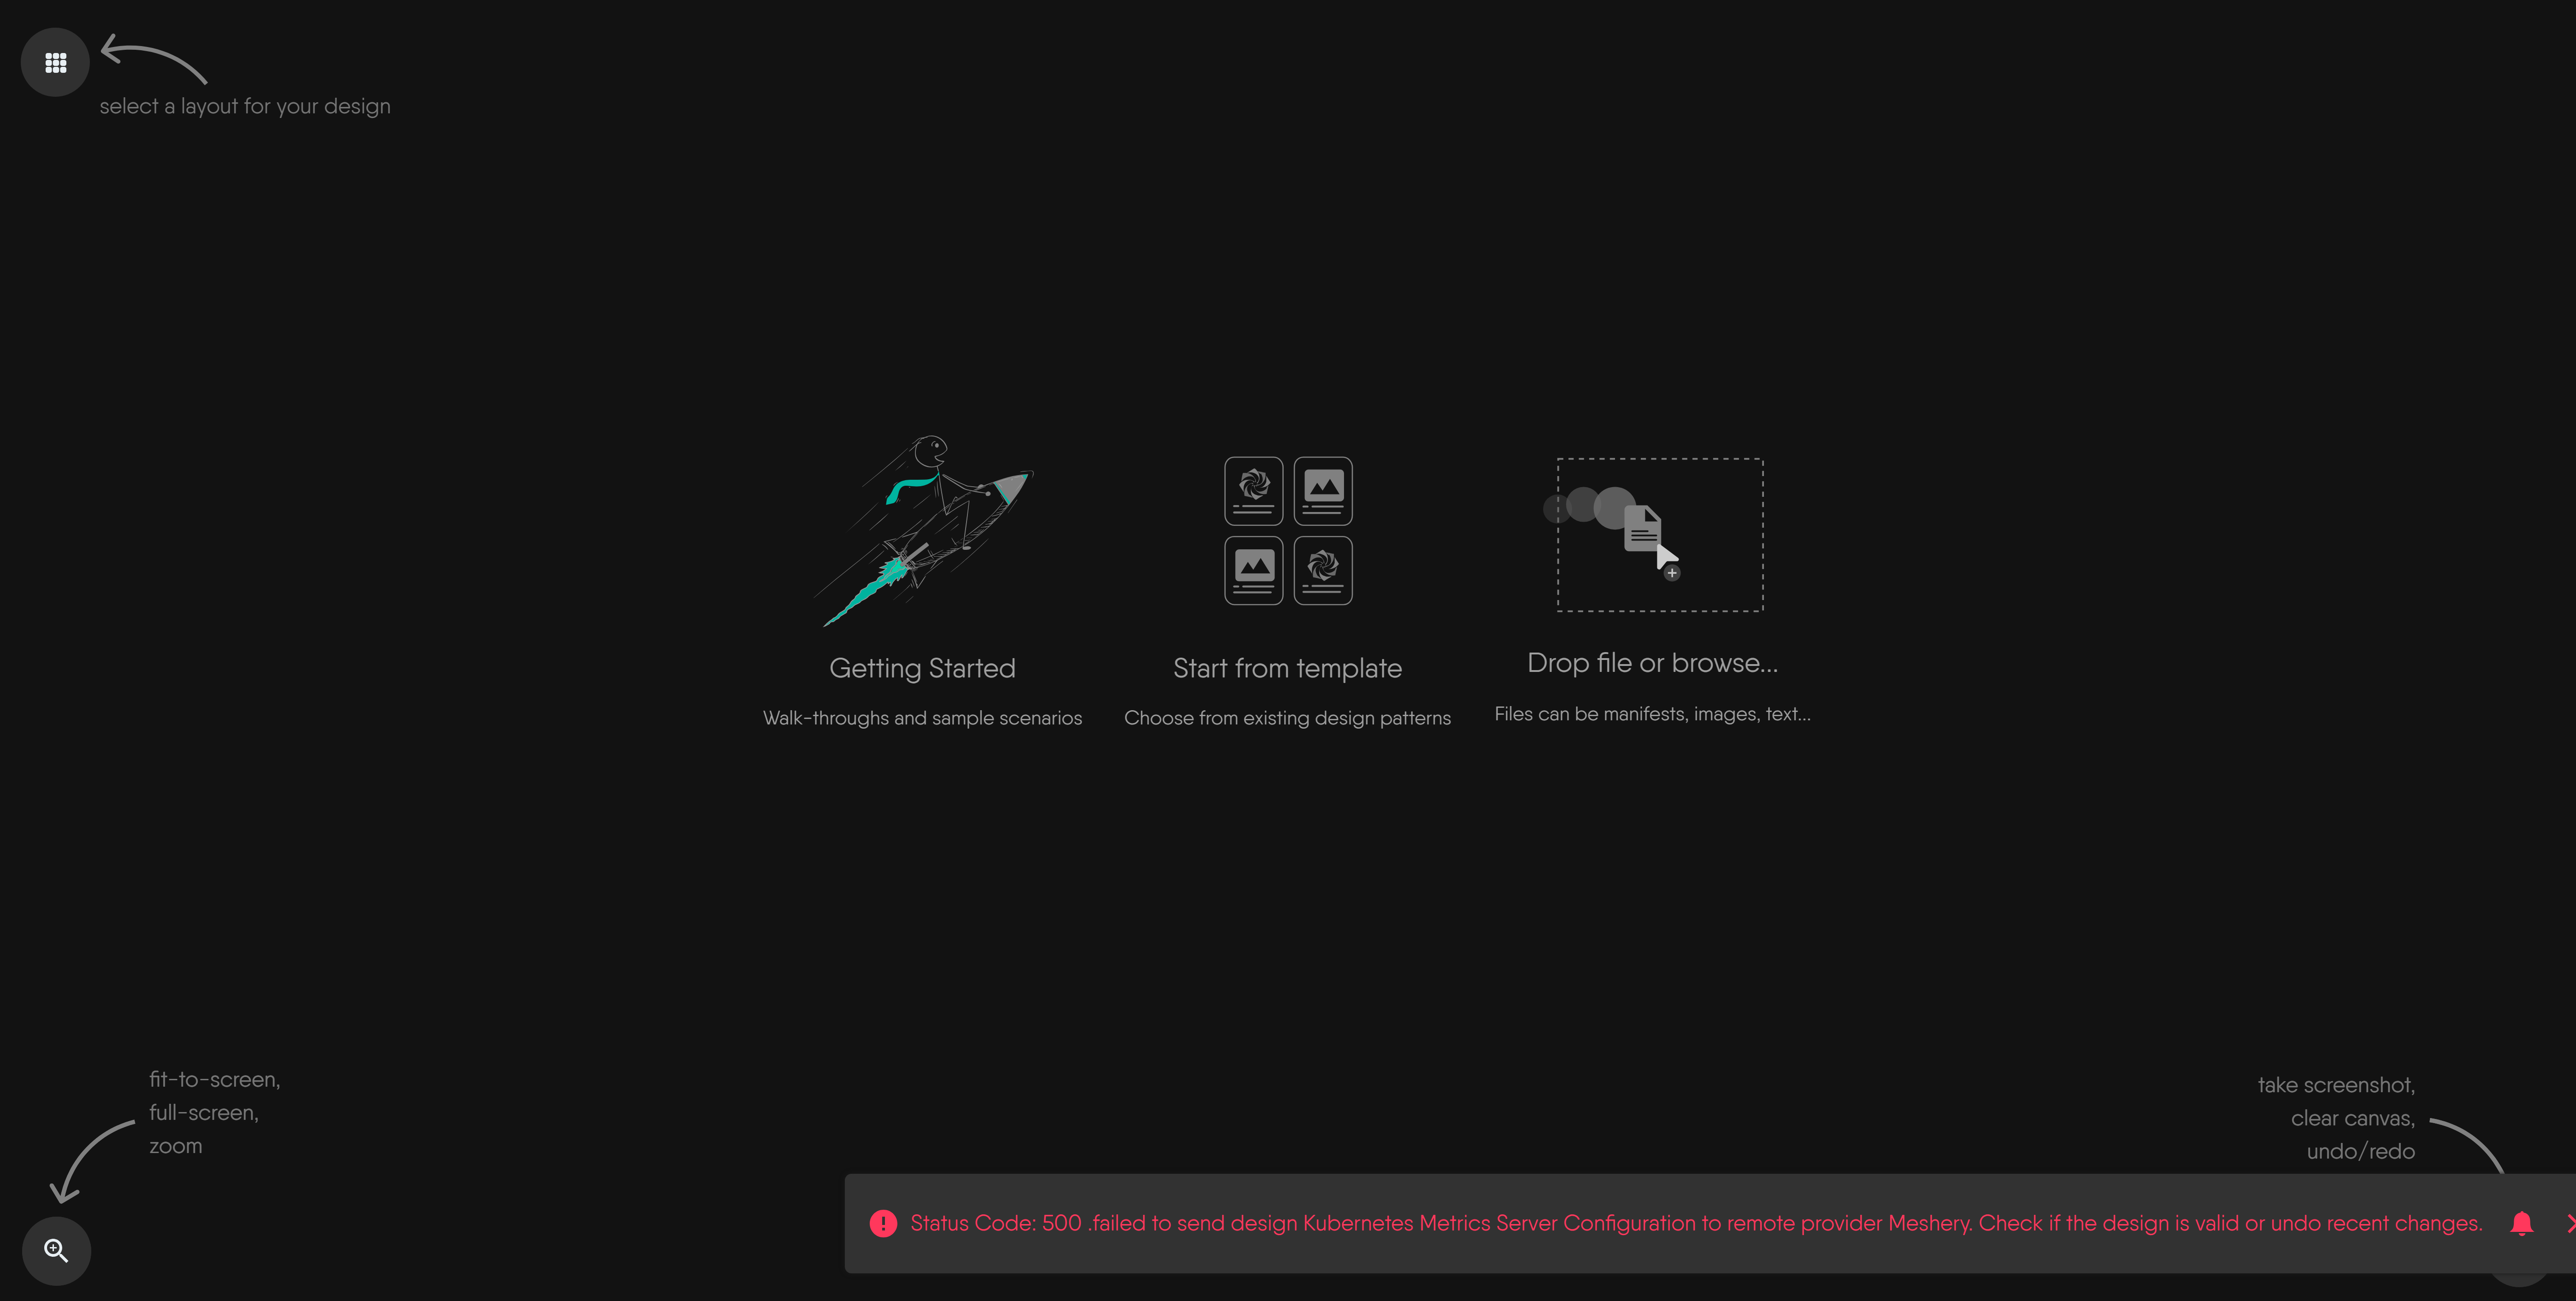 select a layout for your design
Getting Started
Walk-throughs and sample scenarios
Start from template
Choose from existing design patterns
Drop file or browse...
Files can be manifests, images, text...
fit-to-screen,
full-screen,
zoom
take screenshot,
clear canvas,
undo/redo
Status Code: 500 .failed to send design Kubernetes Metrics Server Configuration to remote provider Meshery. Check if the design is valid or undo recent changes.